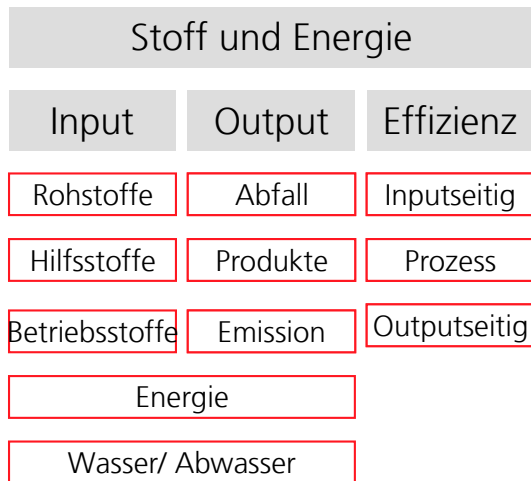 Stoff und Energie
Input Output Effizienz
Rohstoffe Abfall Inputseitig
Hilfsstoffe Produkte Prozess
Betriebsstoffe Emission Outputseitig
Energie
Wasser/ Abwasser